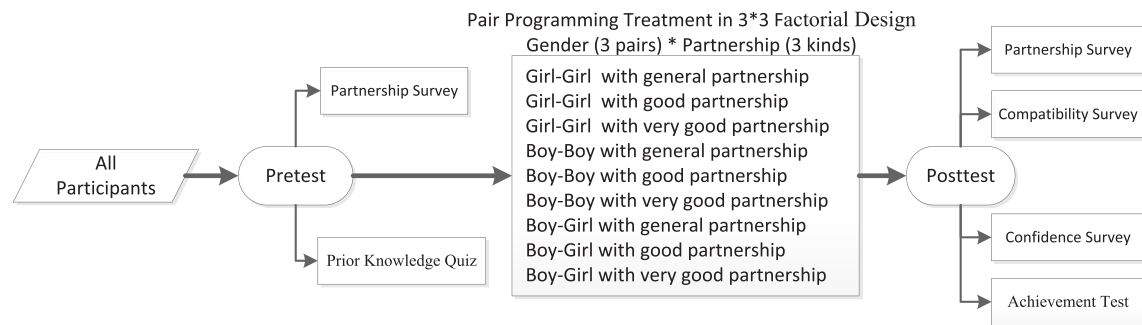 Pair Programming Treatment in 3*3 Factorial Design
Gender (3 pairs) * Partnership (3 kinds)
All
Participants
Pretest
Partnership Survey
Prior Knowledge Quiz
Girl-Girl with general partnership
Girl-Girl with good partnership
Girl-Girl with very good partnership
Boy-Boy with general partnership
Boy-Boy with good partnership
Boy-Boy with very good partnership
Boy-Girl with general partnership
Boy-Girl with good partnership
Boy-Girl with very good partnership
Posttest
Partnership Survey
Compatibility Survey
Confidence Survey
Achievement Test